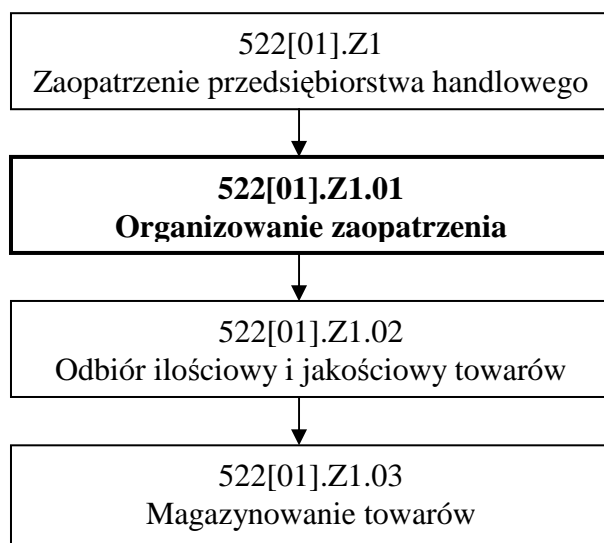 522[01].Z1
Zaopatrzenie przedsiębiorstwa handlowego
522[01].Z1.01
Organizowanie zaopatrzenia
522[01].Z1.02
Odbiór ilościowy i jakościowy towarów
522[01].Z1.03
Magazynowanie towarów